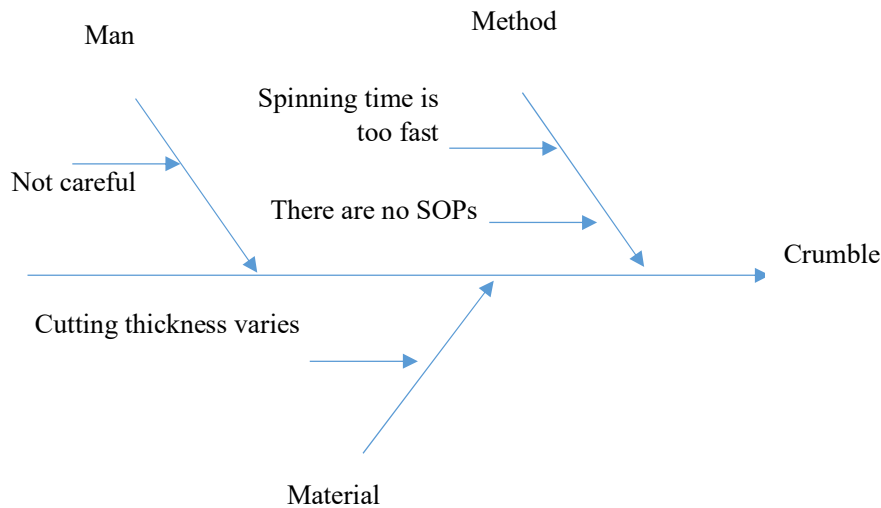 Man
Method
Spinning time is
too fast
Not careful
There are no SOPs
Crumble
Cutting thickness varies
Material